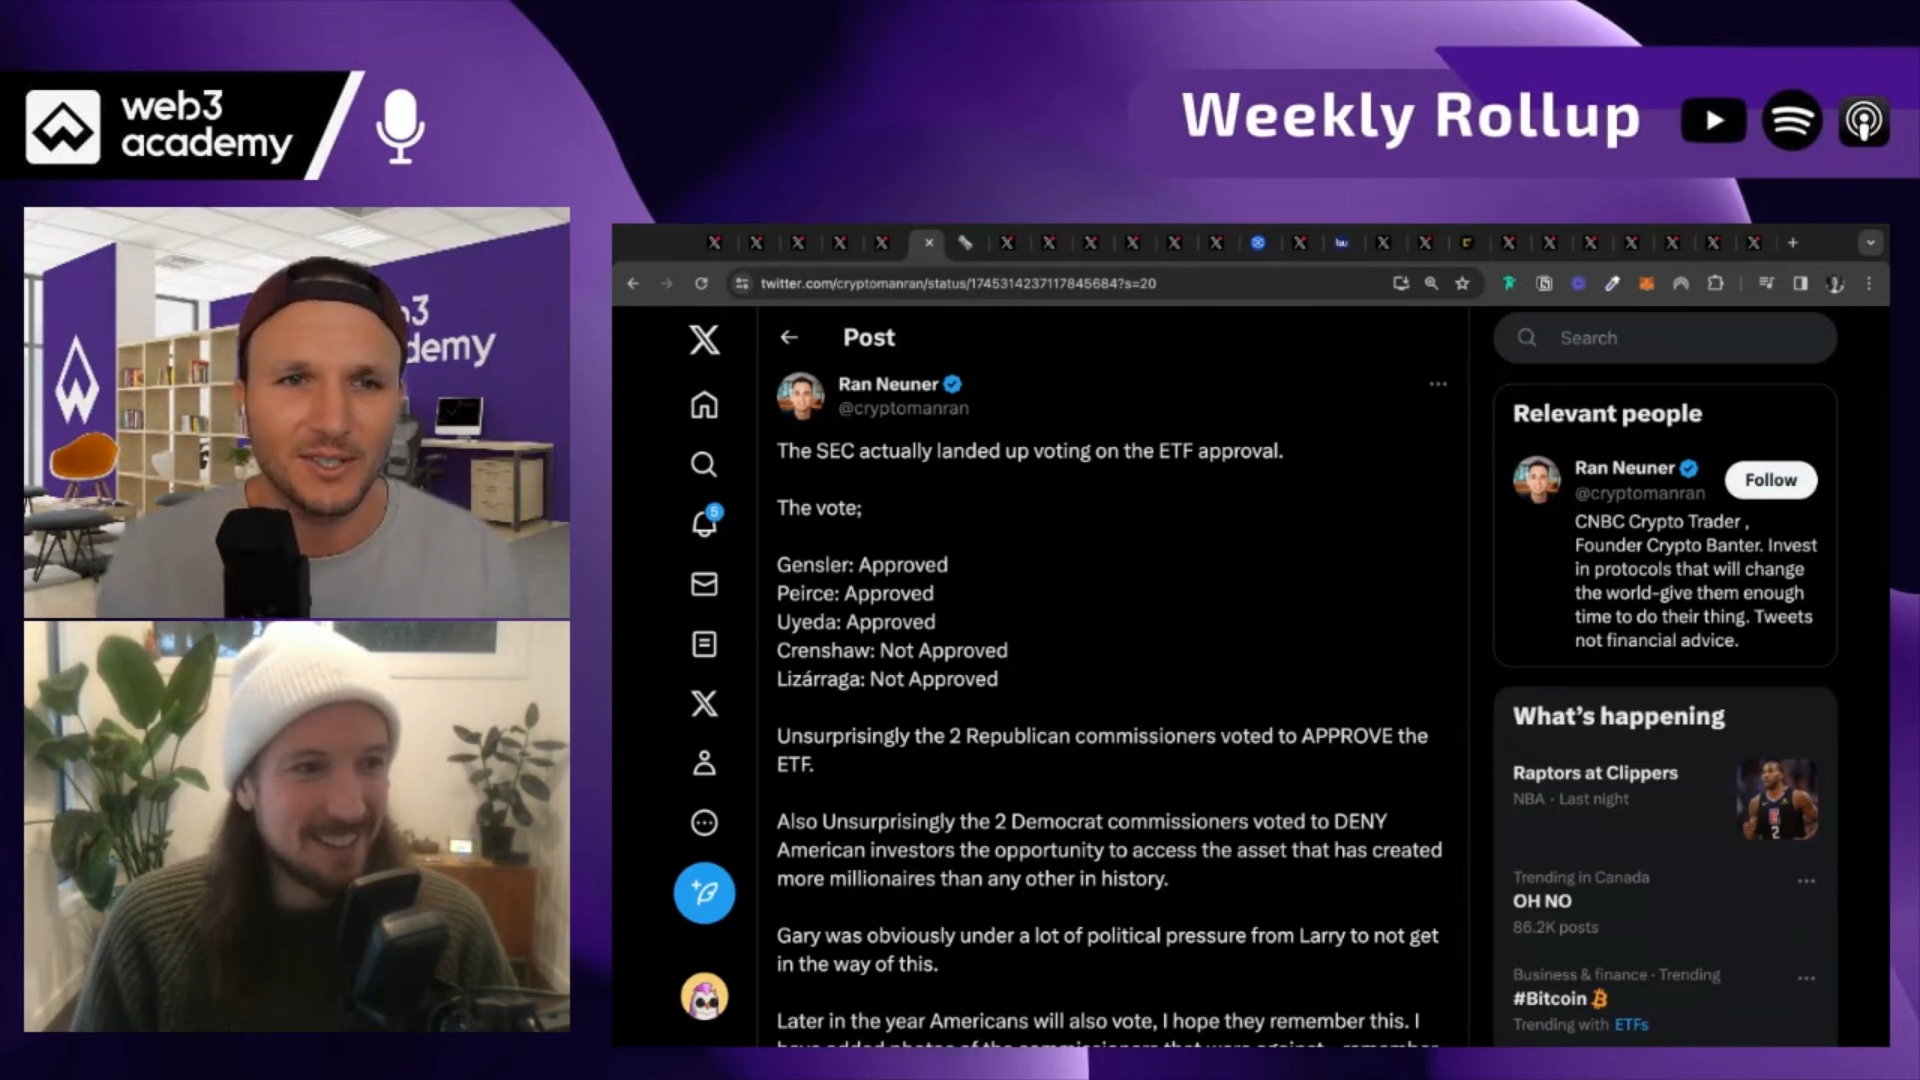 web3
academy
Weekly Rollup
3
demy
twitter.com/cryptomanran/status/1745314237117845684?s=20
Post
Ran Neuner
@cryptomanran
The SEC actually landed up voting on the ETF approval.
The vote;
Gensler: Approved
Peirce: Approved
Uyeda: Approved
Crenshaw: Not Approved
Lizárraga: Not Approved
Unsurprisingly the 2 Republican commissioners voted to APPROVE the
ETF.
Also Unsurprisingly the 2 Democrat commissioners voted to DENY
American investors the opportunity to access the asset that has created
more millionaires than any other in history.
Gary was obviously under a lot of political pressure from Larry to not get
in the way of this.
Later in the year Americans will also vote, I hope they remember this. I
5
Search
Relevant people
Ran Neuner
@cryptomanran
Follow
CNBC Crypto Trader ,
Founder Crypto Banter. Invest
in protocols that will change
the world-give them enough
time to do their thing. Tweets
not financial advice.
What's happening
Raptors at Clippers
NBA · Last night
Trending in Canada
OH NO
86.2K posts
Business & finance · Trending
#Bitcoin
Trending with ETFs